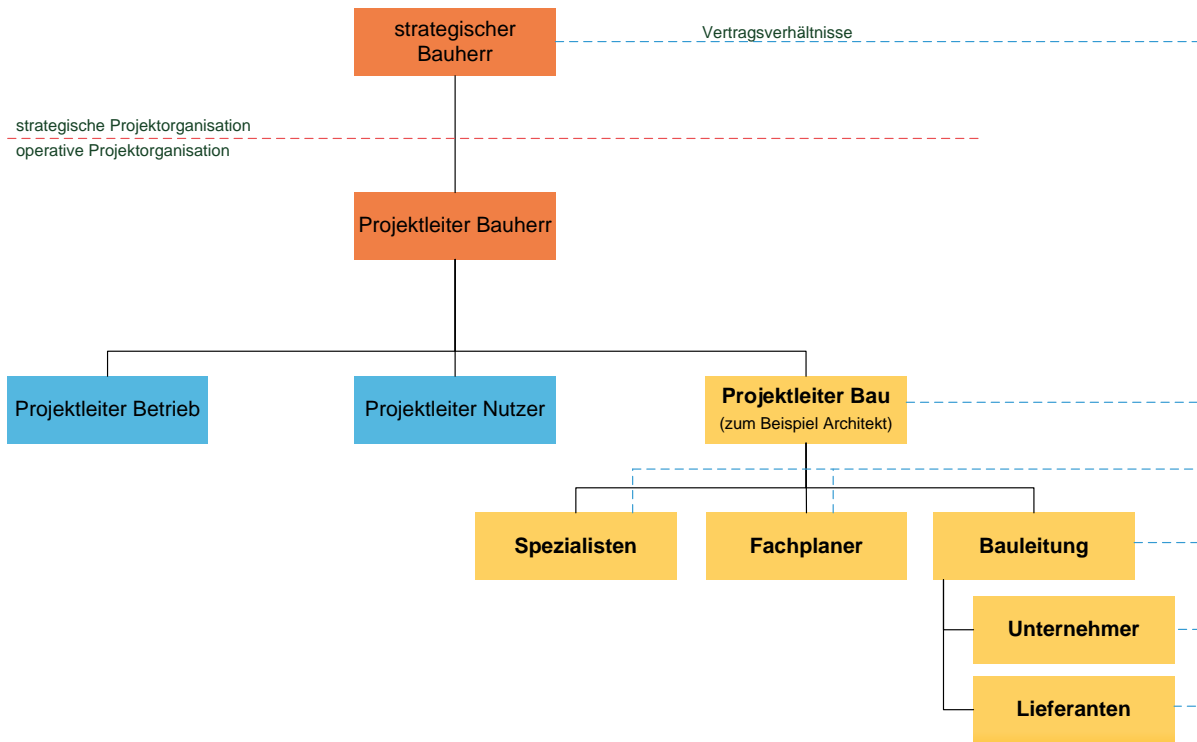 strategischer
Bauherr
Vertragsverhältnisse
strategische Projektorganisation
operative Projektorganisation
Projektleiter Bauherr
Projektleiter Betrieb
Projektleiter Nutzer
Projektleiter Bau
(zum Beispiel Architekt)
Spezialisten
Fachplaner
Bauleitung
Unternehmer
Lieferanten